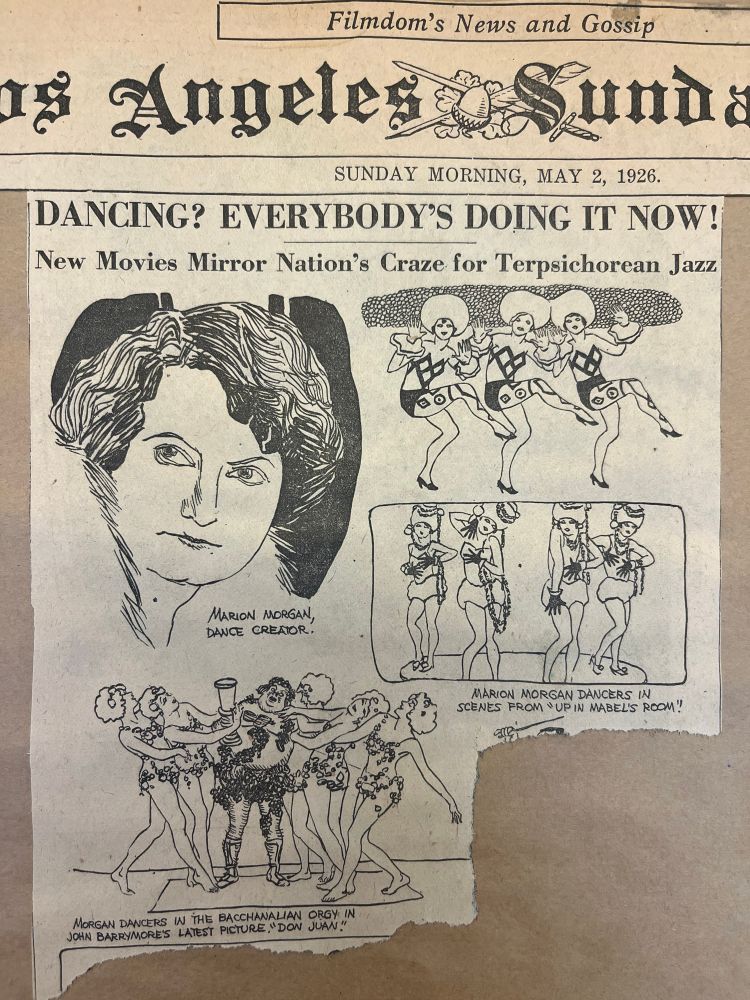 Filmdom's News and Gossip
os Angeles Sunda
SUNDAY MORNING, MAY 2, 1926.
DANCING? EVERYBODY'S DOING IT NOW!
New Movies Mirror Nation's Craze for Terpsichorean Jazz
MARION MORGAN,
DANCE CREATOR.
MARION MORGAN DANCERS IN
SCENES FROM "UP IN MABEL'S ROOM"!
MORGAN DANCERS IN THE BACCHANALIAN ORGY IN
JOHN BARRYMORE'S LATEST PICTURE, "DON JUAN."